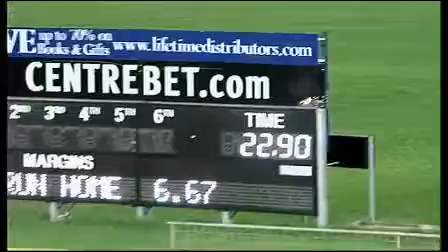 VE up to 70% on
Books & Gifts www.lifetimedistributors.com
CENTREBET.com
2ND 3RD 4TH 5TH 6TH TIME
22.90
MARGINS
RUN HOME 6.67